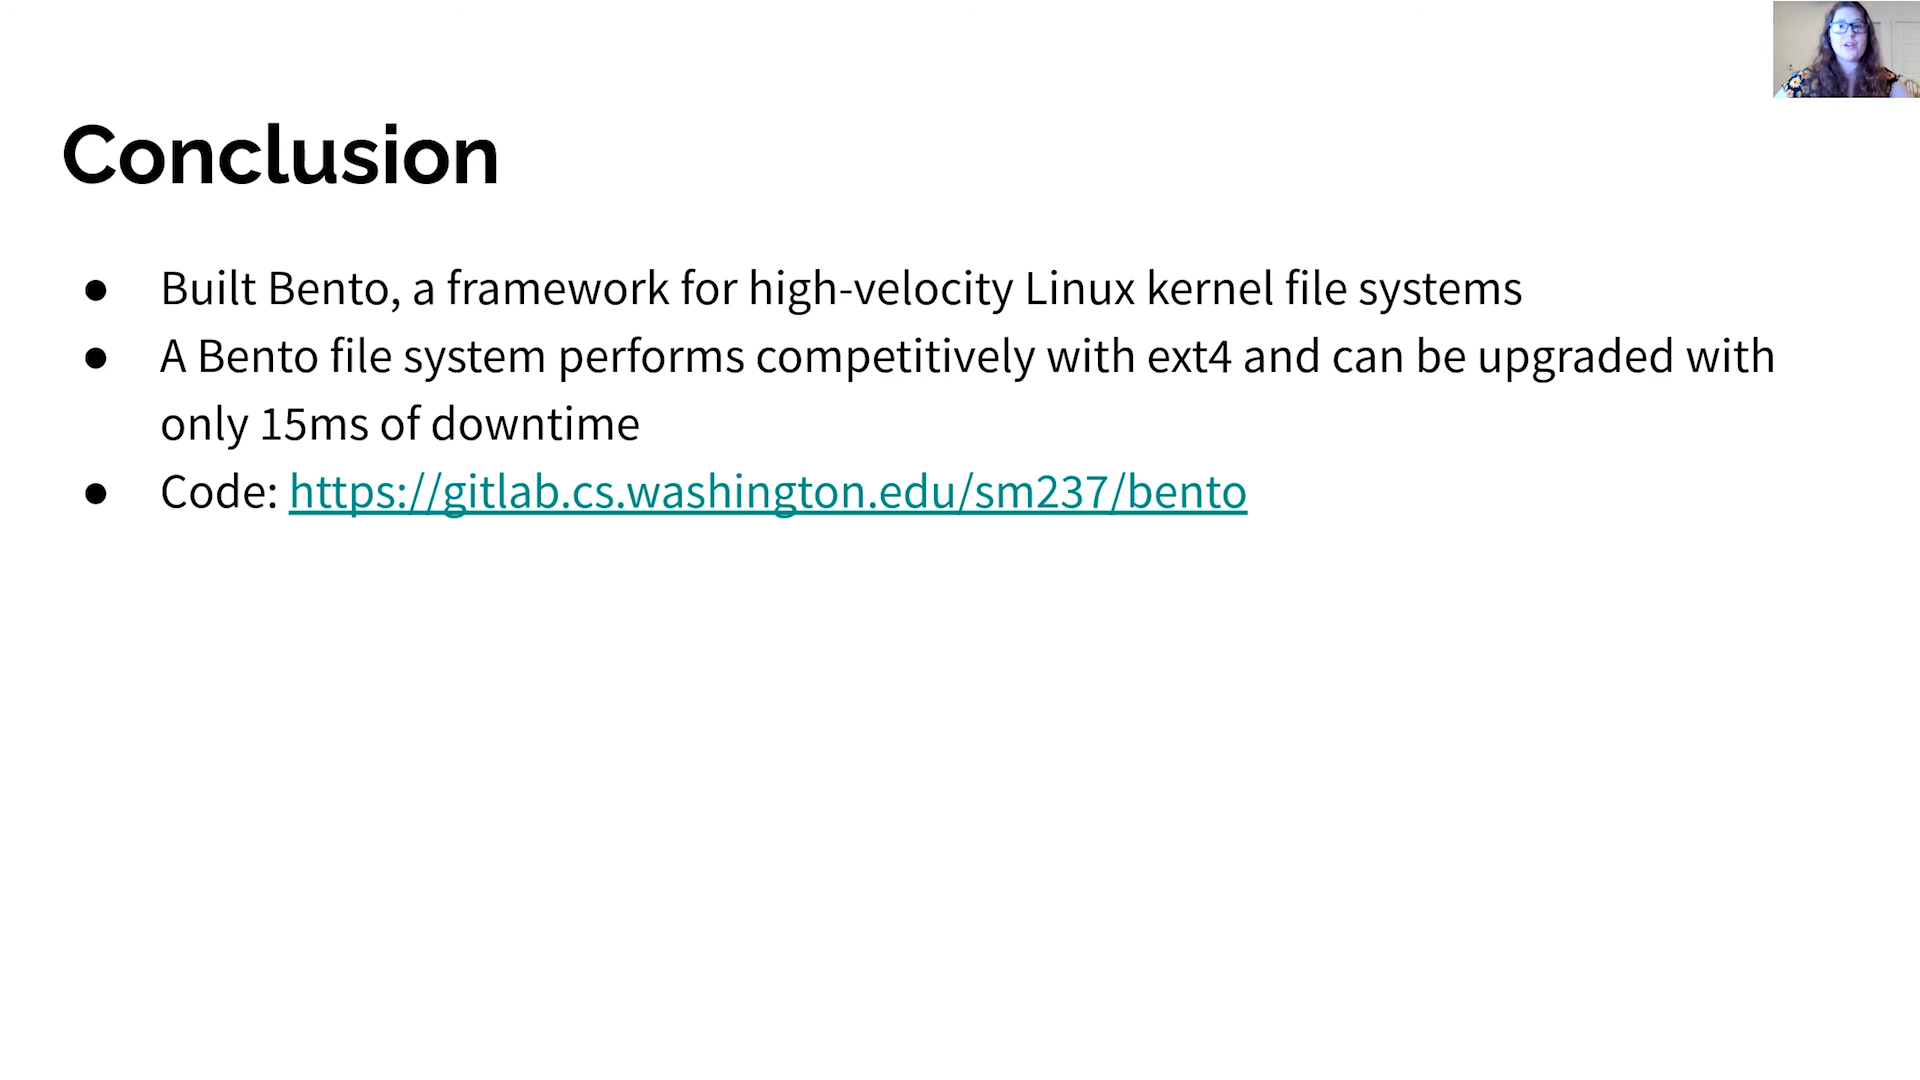 Conclusion
● Built Bento, a framework for high-velocity Linux kernel file systems
● A Bento file system performs competitively with ext4 and can be upgraded with
only 15ms of downtime
● Code: https://gitlab.cs.washington.edu/sm237/bento